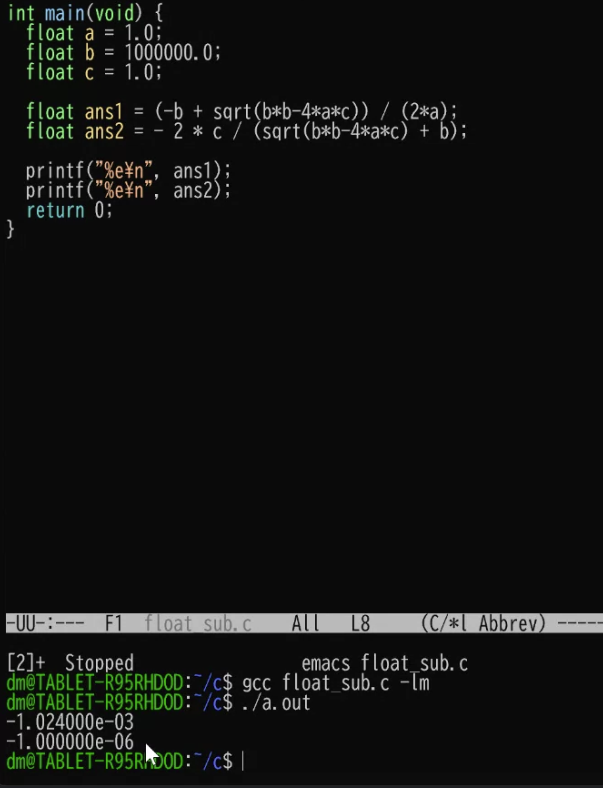 int main(void) {
  float a = 1.0;
  float b = 1000000.0;
  float c = 1.0;

  float ans1 = (-b + sqrt(b*b-4*a*c)) / (2*a);
  float ans2 = - 2 * c / (sqrt(b*b-4*a*c) + b);

  printf("%e¥n", ans1);
  printf("%e¥n", ans2);
  return 0;
}
-UU-:---  F1  float_sub.c    All   L8     (C/*l Abbrev) -----
[2]+  Stopped                 emacs float_sub.c
dm@TABLET-R95RHDOD:~/c$ gcc float_sub.c -lm
dm@TABLET-R95RHDOD:~/c$ ./a.out
-1.024000e-03
-1.000000e-06
dm@TABLET-R95RHDOD:~/c$